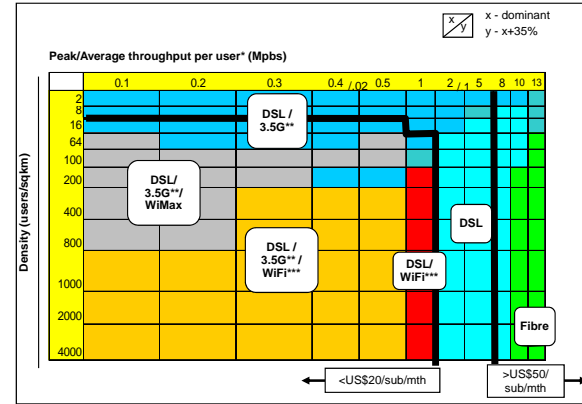 x / y
x - dominant
y - x+35%
Peak/Average throughput per user* (Mpbs)
0.1 0.2 0.3 0.4 /.02 0.5 1 2 / 1 5 8 10 13
Density (users/sqkm)
2
8
16
64
100
200
400
800
1000
2000
4000
DSL /
3.5G**
DSL/
3.5G**/
WiMax
DSL /
3.5G** /
WiFi***
DSL/
WiFi***
DSL
Fibre
<US$20/sub/mth
>US$50/
sub/mth